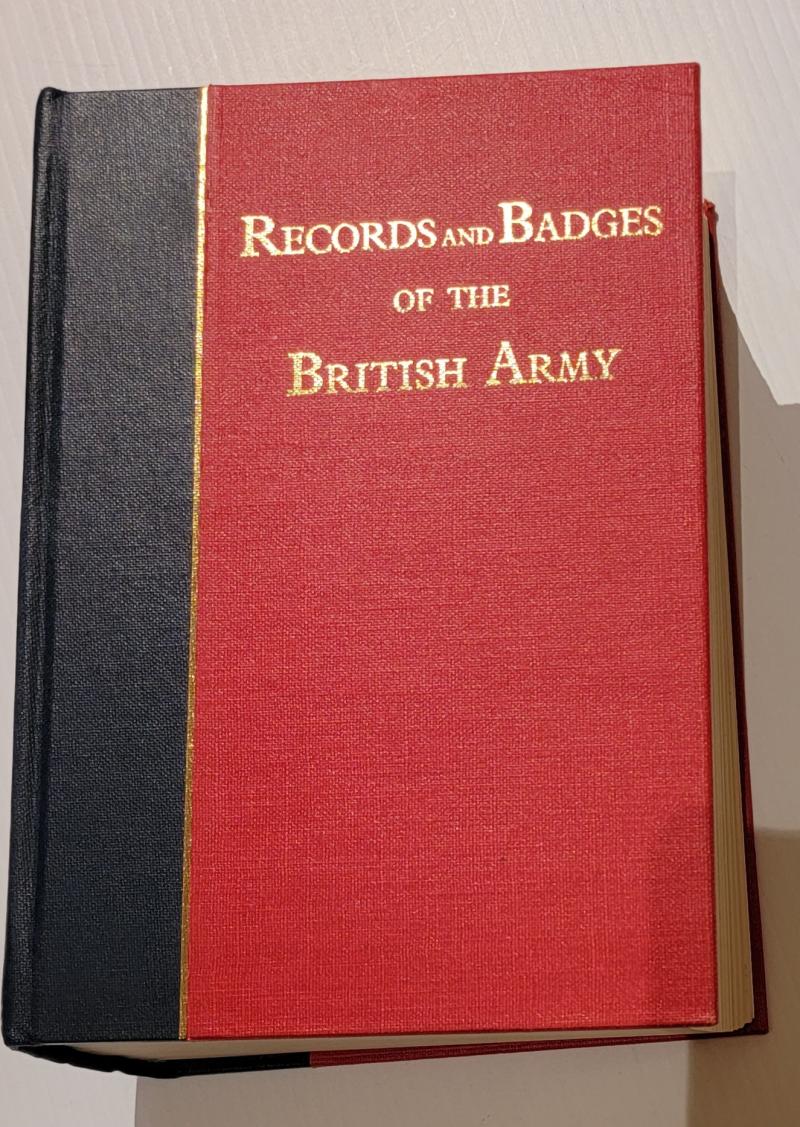 RECORDS AND BADGES
OF THE
BRITISH ARMY